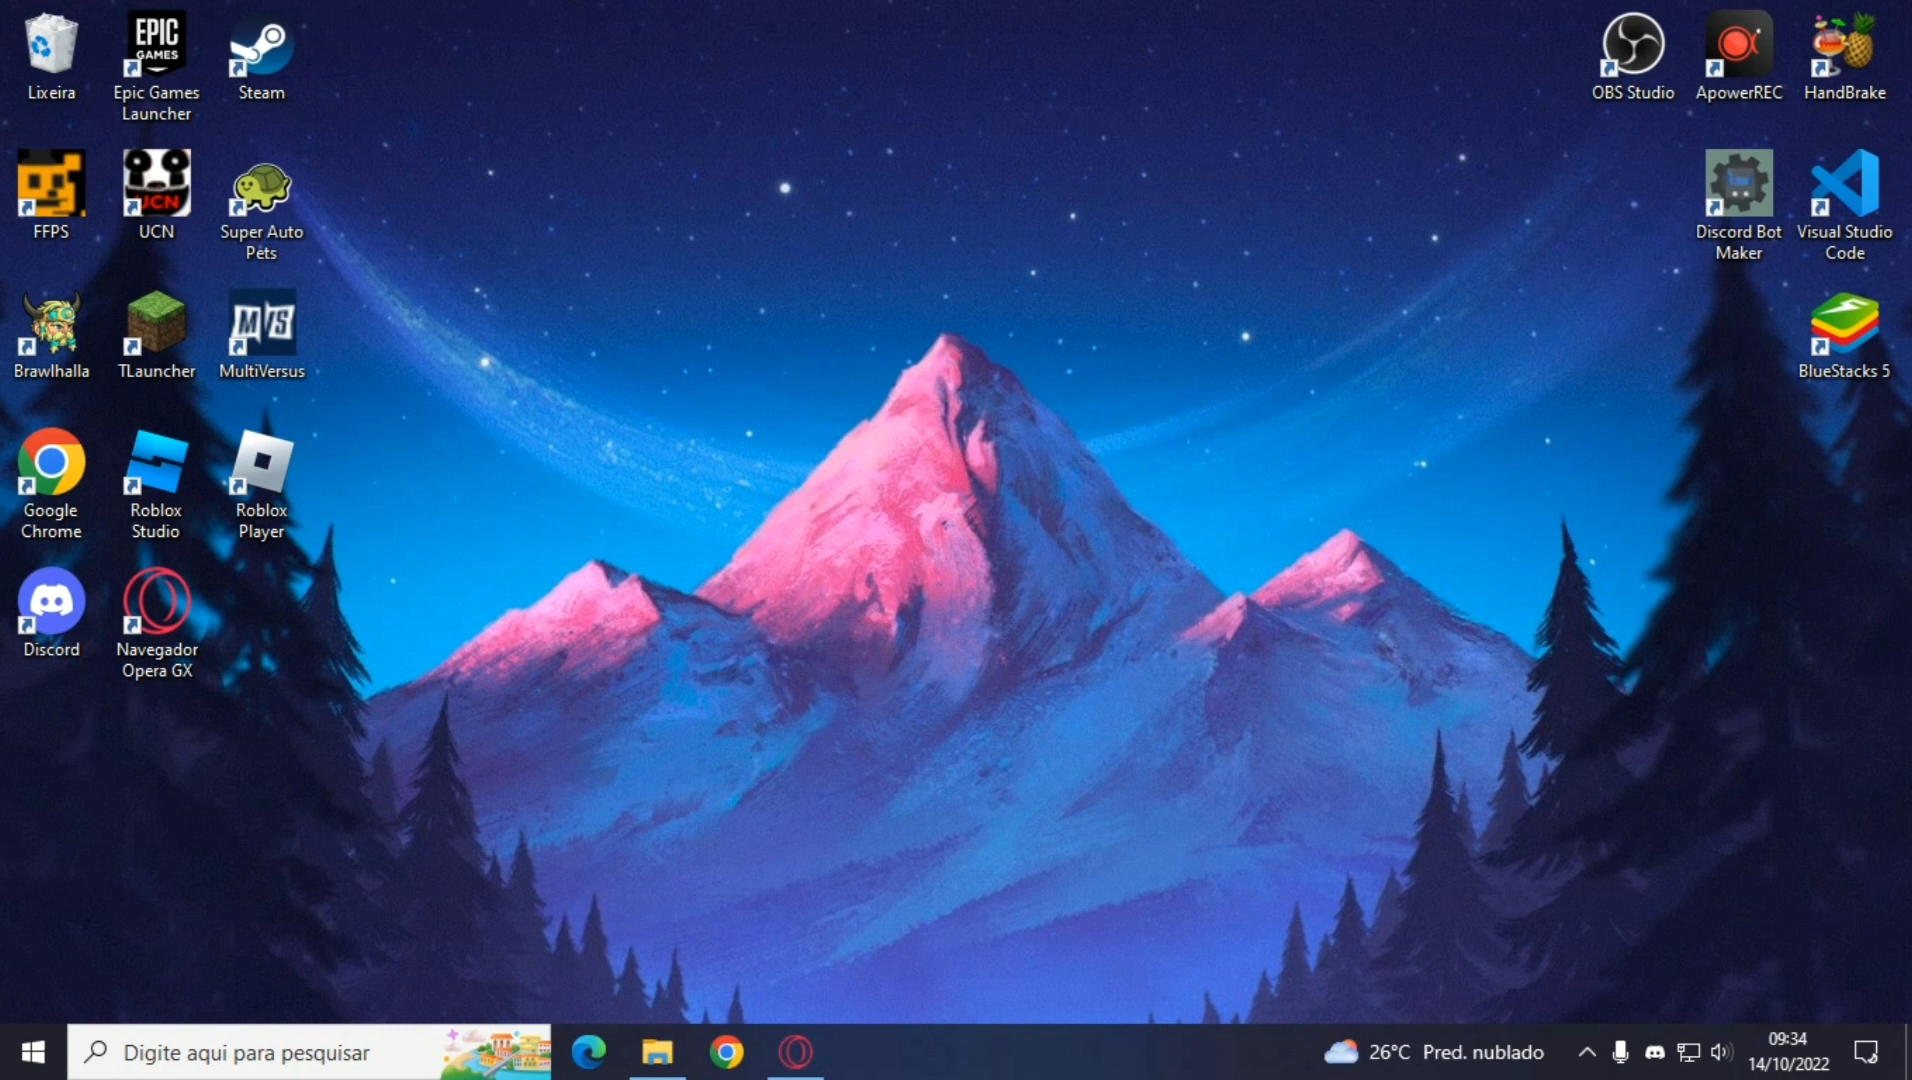 Lixeira
Epic Games
Launcher
Steam
EPIC
GAMES
OBS Studio
ApowerREC
HandBrake
FFPS
UCN
UCN
Super Auto
Pets
Discord Bot
Maker
Visual Studio
Code
Brawlhalla
TLauncher
MVS
MultiVersus
BlueStacks 5
Google
Chrome
Roblox
Studio
Roblox
Player
Discord
Navegador
Opera GX
Digite aqui para pesquisar
26°C Pred. nublado
09:34
14/10/2022